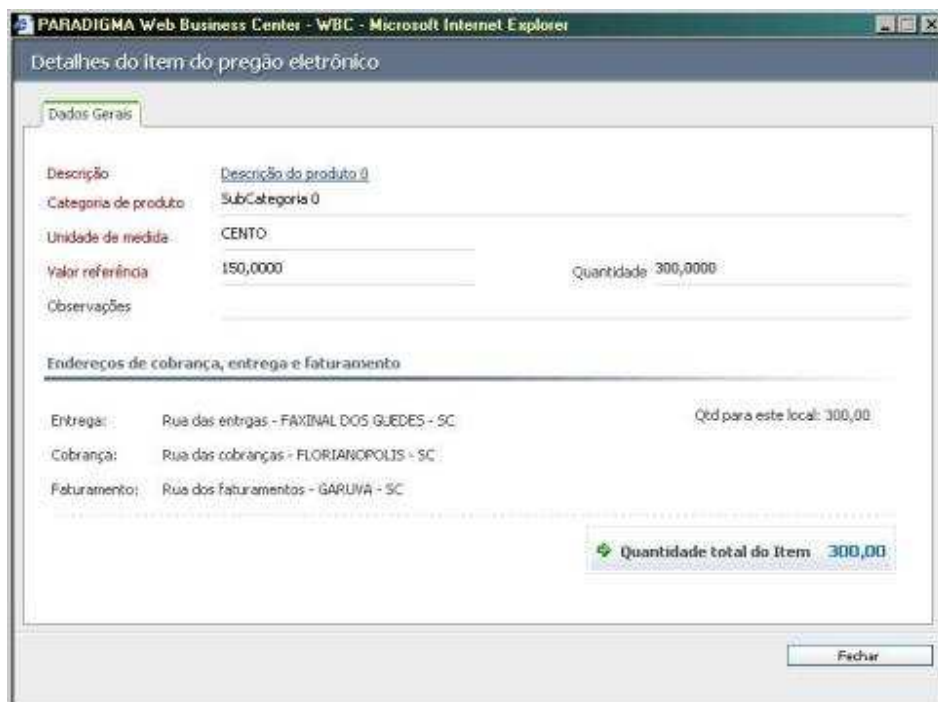 PARADIGMA Web Business Center - WBC - Microsoft Internet Explorer
Detalhes do item do pregão eletrônico
Dados Gerais
Descrição Descrição do produto 0
Categoria de produto SubCategoria 0
Unidade de medida CENTO
Valor referência 150,0000 Quantidade 300,0000
Observações
Endereços de cobrança, entrega e faturamento
Entrega: Rua das entrgas - FAXINAL DOS GUEDES - SC Qtd para este local: 300,00
Cobrança: Rua das cobranças - FLORIANOPOLIS - SC
Faturamento: Rua dos faturamentos - GARUVA - SC
Quantidade total do Item 300,00
Fechar